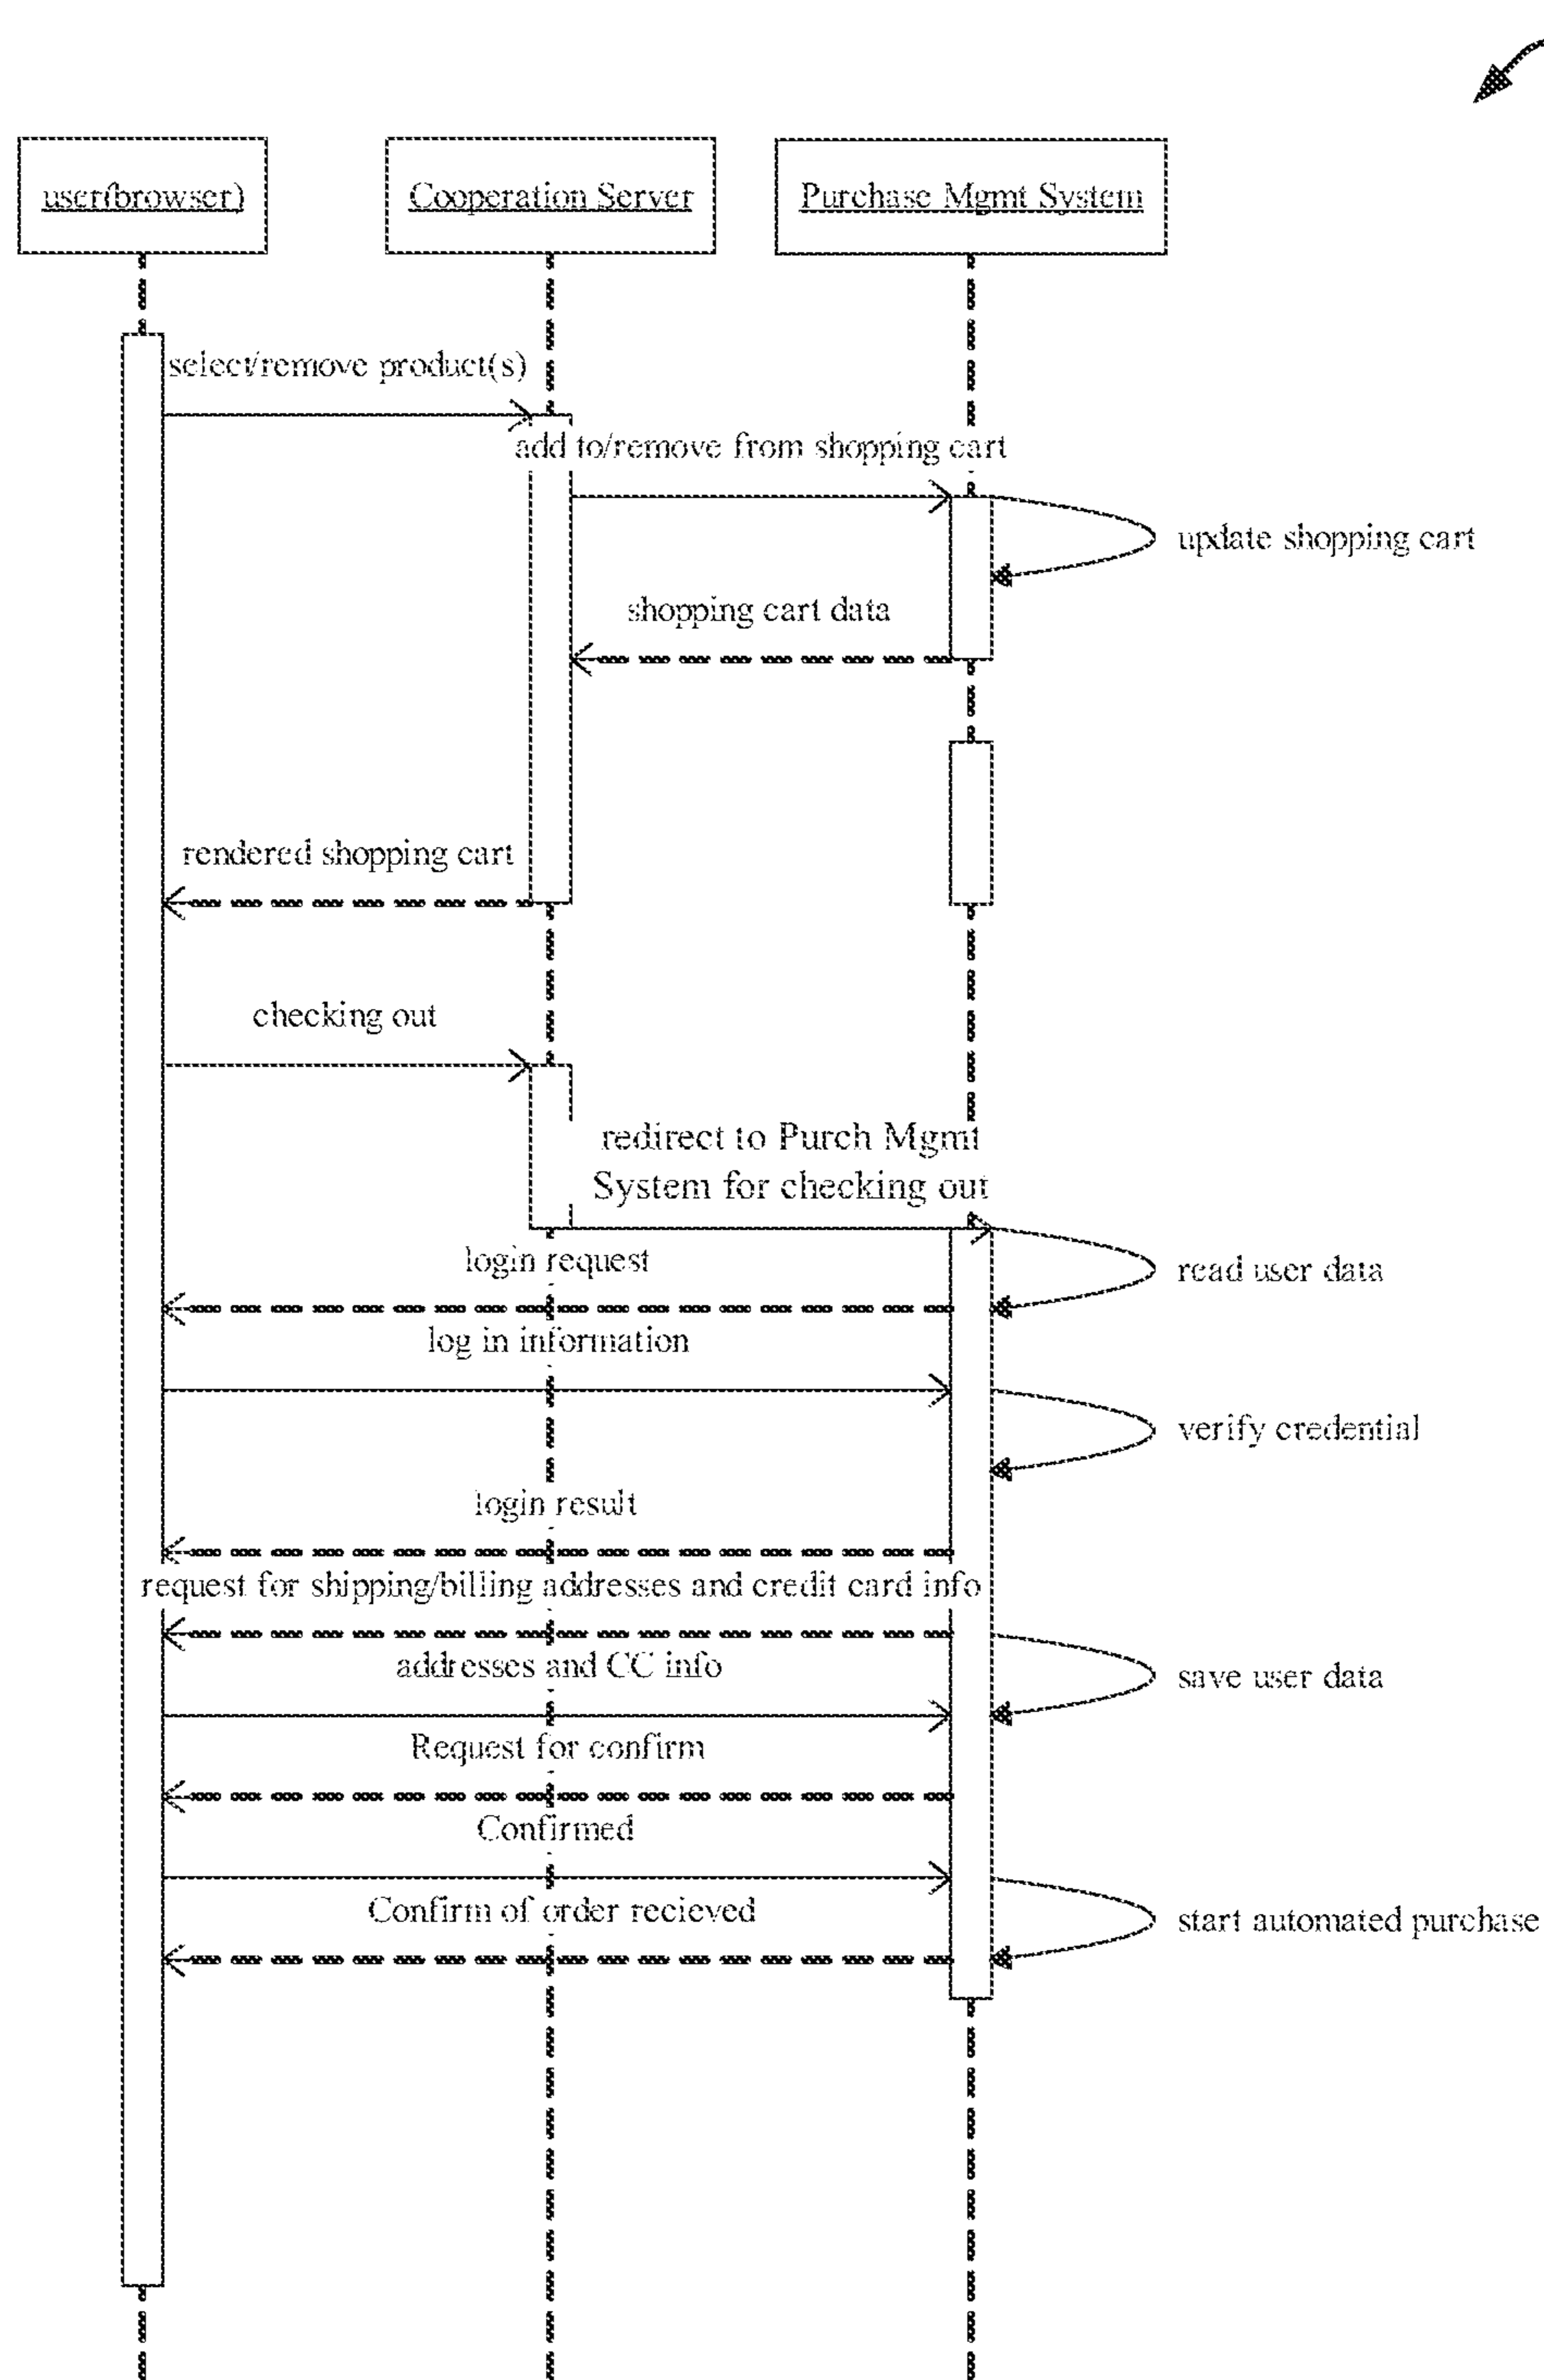 user(browser)
Cooperation Server
Purchase Mgmt System
select/remove product(s)
add to/remove from shopping cart
update shopping cart
shopping cart data
rendered shopping cart
checking out
redirect to Purch Mgmt
System for checking out
login request
read user data
log in information
verify credential
login result
request for shipping/billing addresses and credit card info
addresses and CC info
save user data
Request for confirm
Confirmed
Confirm of order recieved
start automated purchase